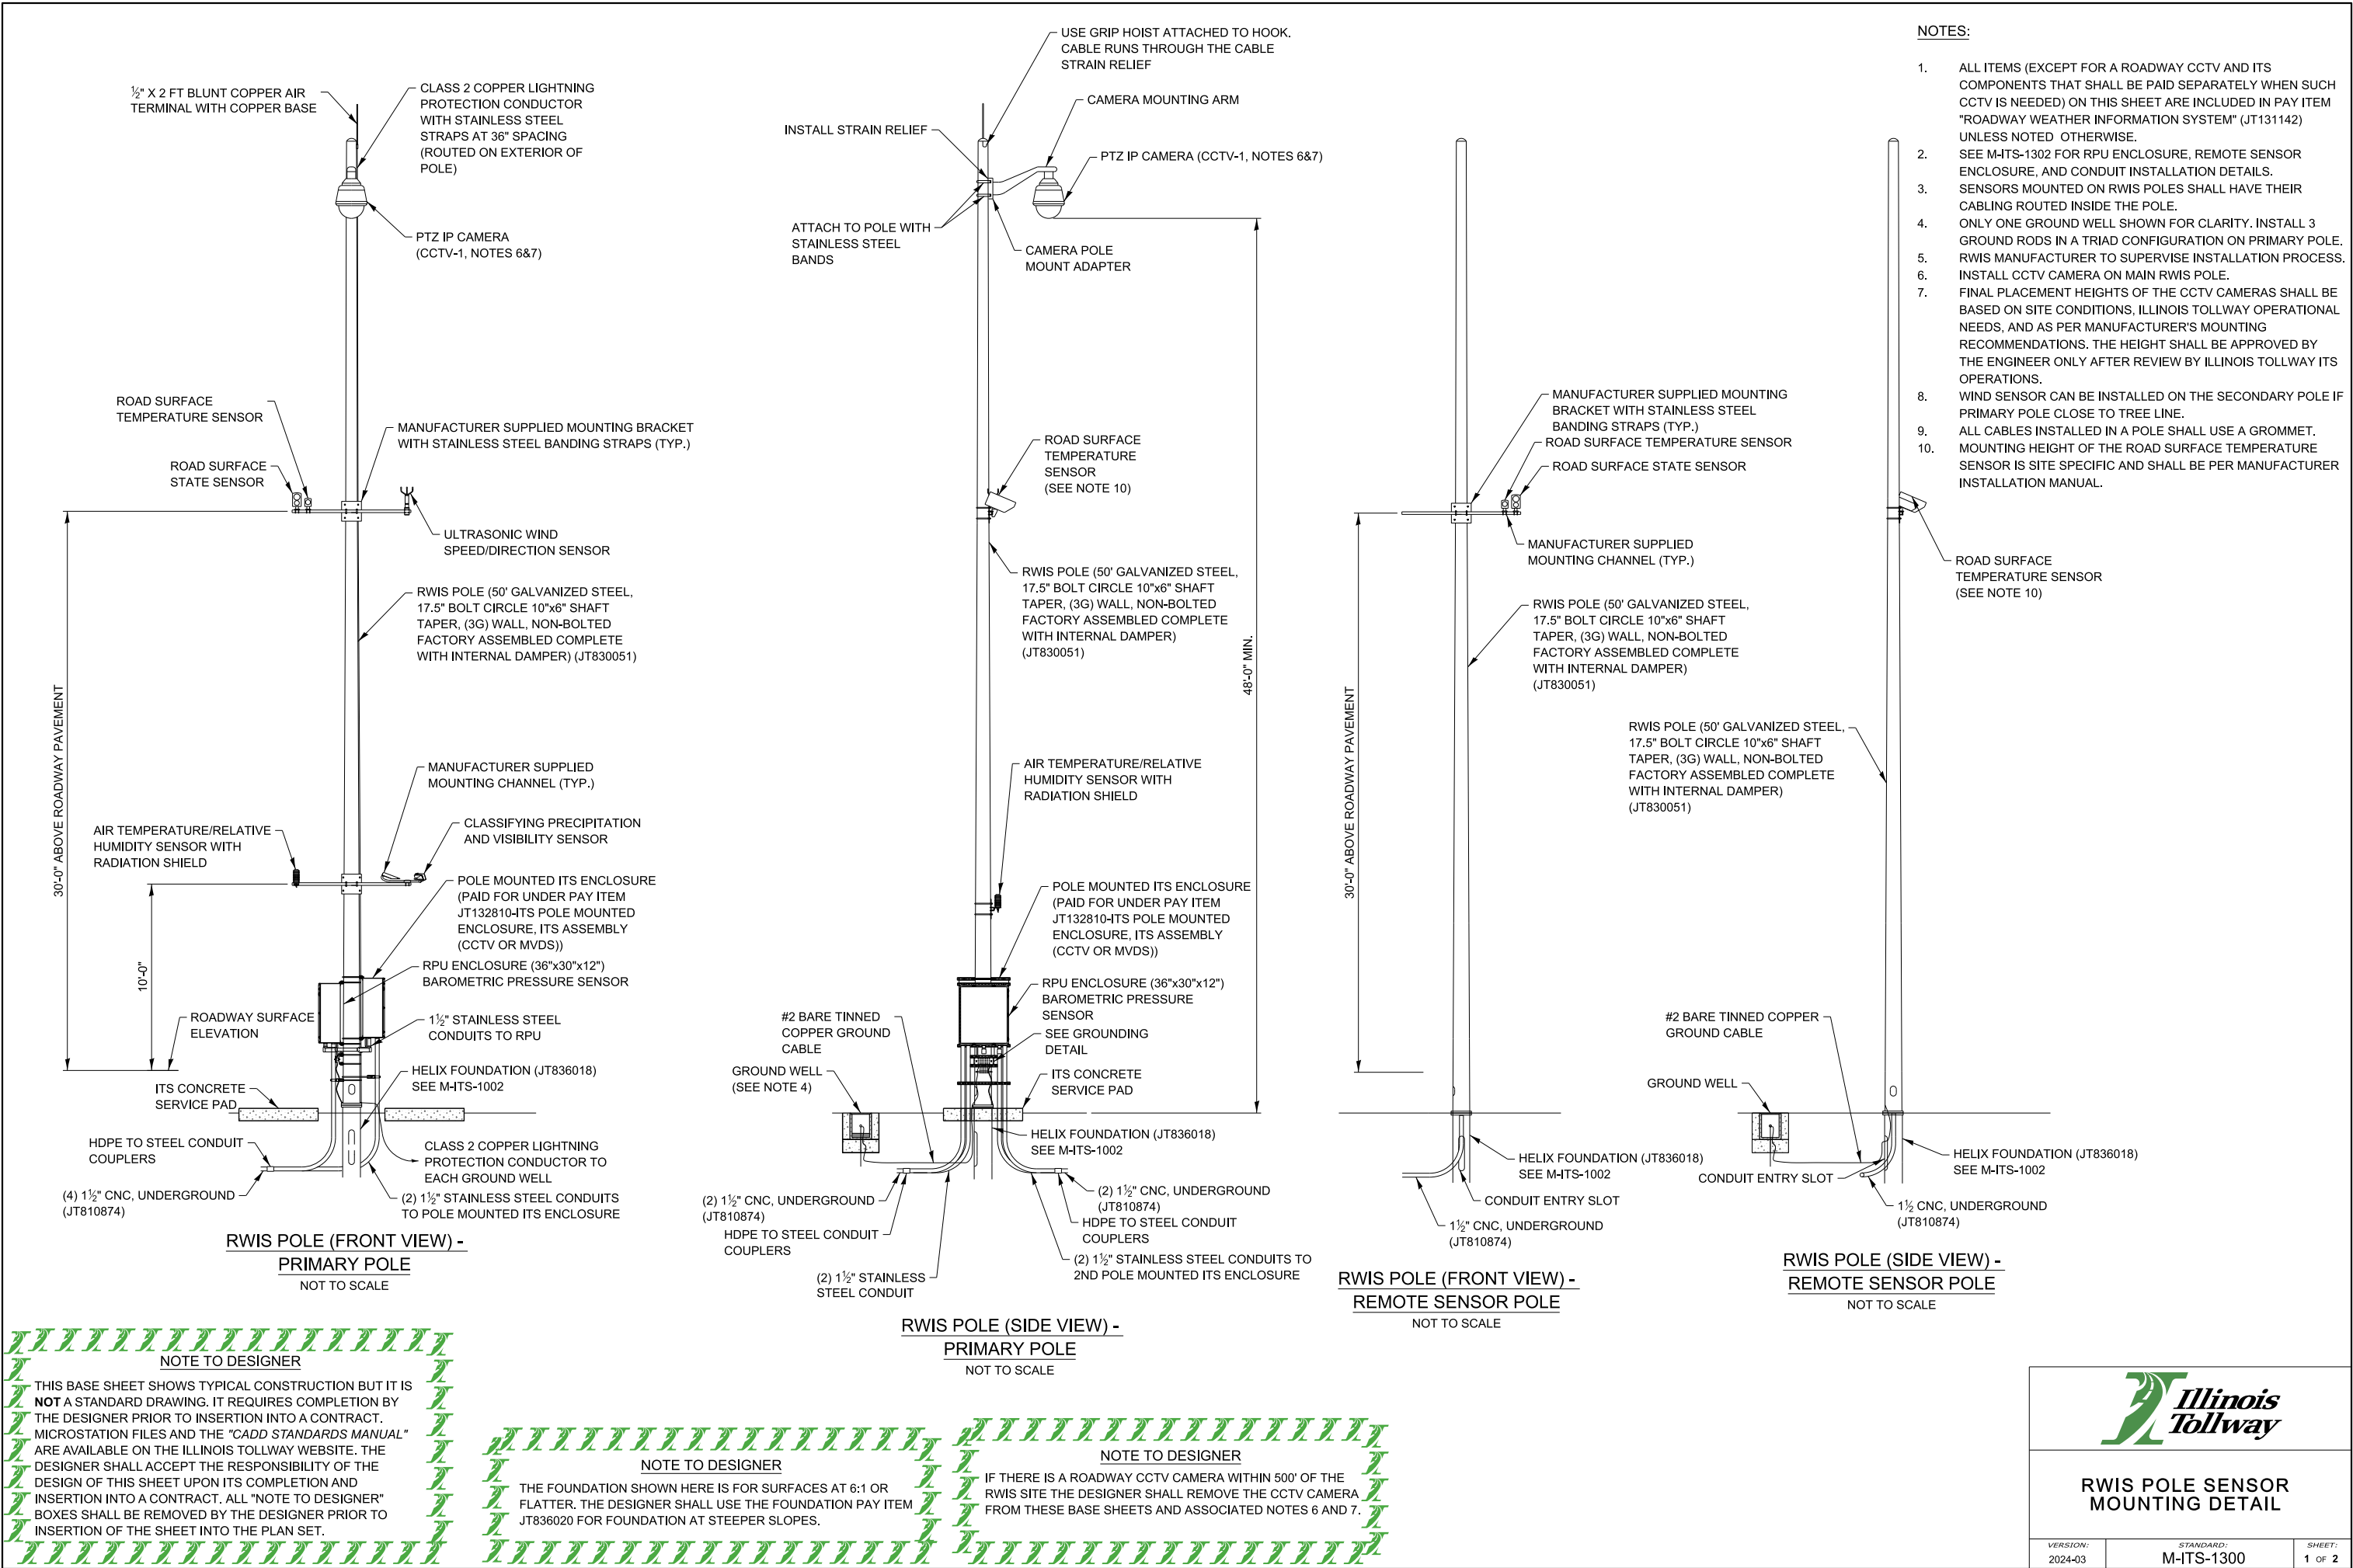 ½" X 2 FT BLUNT COPPER AIR
TERMINAL WITH COPPER BASE
CLASS 2 COPPER LIGHTNING
PROTECTION CONDUCTOR
WITH STAINLESS STEEL
STRAPS AT 36" SPACING
(ROUTED ON EXTERIOR OF
POLE)
PTZ IP CAMERA
(CCTV-1, NOTES 6&7)
ROAD SURFACE
TEMPERATURE SENSOR
ROAD SURFACE
STATE SENSOR
MANUFACTURER SUPPLIED MOUNTING BRACKET
WITH STAINLESS STEEL BANDING STRAPS (TYP.)
ULTRASONIC WIND
SPEED/DIRECTION SENSOR
RWIS POLE (50' GALVANIZED STEEL,
17.5" BOLT CIRCLE 10"x6" SHAFT
TAPER, (3G) WALL, NON-BOLTED
FACTORY ASSEMBLED COMPLETE
WITH INTERNAL DAMPER) (JT830051)
30'-0" ABOVE ROADWAY PAVEMENT
MANUFACTURER SUPPLIED
MOUNTING CHANNEL (TYP.)
AIR TEMPERATURE/RELATIVE
HUMIDITY SENSOR WITH
RADIATION SHIELD
CLASSIFYING PRECIPITATION
AND VISIBILITY SENSOR
POLE MOUNTED ITS ENCLOSURE
(PAID FOR UNDER PAY ITEM
JT132810-ITS POLE MOUNTED
ENCLOSURE, ITS ASSEMBLY
(CCTV OR MVDS))
10'-0"
RPU ENCLOSURE (36"x30"x12")
BAROMETRIC PRESSURE SENSOR
ROADWAY SURFACE
ELEVATION
1½" STAINLESS STEEL
CONDUITS TO RPU
HELIX FOUNDATION (JT836018)
SEE M-ITS-1002
ITS CONCRETE
SERVICE PAD
HDPE TO STEEL CONDUIT
COUPLERS
CLASS 2 COPPER LIGHTNING
PROTECTION CONDUCTOR TO
EACH GROUND WELL
(4) 1½" CNC, UNDERGROUND
(JT810874)
(2) 1½" STAINLESS STEEL CONDUITS
TO POLE MOUNTED ITS ENCLOSURE
RWIS POLE (FRONT VIEW) -
PRIMARY POLE
NOT TO SCALE
USE GRIP HOIST ATTACHED TO HOOK.
CABLE RUNS THROUGH THE CABLE
STRAIN RELIEF
CAMERA MOUNTING ARM
INSTALL STRAIN RELIEF
PTZ IP CAMERA (CCTV-1, NOTES 6&7)
ATTACH TO POLE WITH
STAINLESS STEEL
BANDS
CAMERA POLE
MOUNT ADAPTER
ROAD SURFACE
TEMPERATURE
SENSOR
(SEE NOTE 10)
RWIS POLE (50' GALVANIZED STEEL,
17.5" BOLT CIRCLE 10"x6" SHAFT
TAPER, (3G) WALL, NON-BOLTED
FACTORY ASSEMBLED COMPLETE
WITH INTERNAL DAMPER)
(JT830051)
48'-0" MIN.
AIR TEMPERATURE/RELATIVE
HUMIDITY SENSOR WITH
RADIATION SHIELD
POLE MOUNTED ITS ENCLOSURE
(PAID FOR UNDER PAY ITEM
JT132810-ITS POLE MOUNTED
ENCLOSURE, ITS ASSEMBLY
(CCTV OR MVDS))
RPU ENCLOSURE (36"x30"x12")
BAROMETRIC PRESSURE
SENSOR
#2 BARE TINNED
COPPER GROUND
CABLE
SEE GROUNDING
DETAIL
GROUND WELL
(SEE NOTE 4)
ITS CONCRETE
SERVICE PAD
HELIX FOUNDATION (JT836018)
SEE M-ITS-1002
(2) 1½" CNC, UNDERGROUND
(JT810874)
(2) 1½" CNC, UNDERGROUND
(JT810874)
HDPE TO STEEL CONDUIT
COUPLERS
HDPE TO STEEL CONDUIT
COUPLERS
(2) 1½" STAINLESS
STEEL CONDUIT
(2) 1½" STAINLESS STEEL CONDUITS TO
2ND POLE MOUNTED ITS ENCLOSURE
RWIS POLE (SIDE VIEW) -
PRIMARY POLE
NOT TO SCALE
MANUFACTURER SUPPLIED MOUNTING
BRACKET WITH STAINLESS STEEL
BANDING STRAPS (TYP.)
ROAD SURFACE TEMPERATURE SENSOR
ROAD SURFACE STATE SENSOR
MANUFACTURER SUPPLIED
MOUNTING CHANNEL (TYP.)
RWIS POLE (50' GALVANIZED STEEL,
17.5" BOLT CIRCLE 10"x6" SHAFT
TAPER, (3G) WALL, NON-BOLTED
FACTORY ASSEMBLED COMPLETE
WITH INTERNAL DAMPER)
(JT830051)
30'-0" ABOVE ROADWAY PAVEMENT
HELIX FOUNDATION (JT836018)
SEE M-ITS-1002
CONDUIT ENTRY SLOT
1½" CNC, UNDERGROUND
(JT810874)
RWIS POLE (FRONT VIEW) -
REMOTE SENSOR POLE
NOT TO SCALE
ROAD SURFACE
TEMPERATURE SENSOR
(SEE NOTE 10)
RWIS POLE (50' GALVANIZED STEEL,
17.5" BOLT CIRCLE 10"x6" SHAFT
TAPER, (3G) WALL, NON-BOLTED
FACTORY ASSEMBLED COMPLETE
WITH INTERNAL DAMPER)
(JT830051)
#2 BARE TINNED COPPER
GROUND CABLE
GROUND WELL
HELIX FOUNDATION (JT836018)
SEE M-ITS-1002
CONDUIT ENTRY SLOT
1½ CNC, UNDERGROUND
(JT810874)
RWIS POLE (SIDE VIEW) -
REMOTE SENSOR POLE
NOT TO SCALE
NOTES:
1. ALL ITEMS (EXCEPT FOR A ROADWAY CCTV AND ITS
COMPONENTS THAT SHALL BE PAID SEPARATELY WHEN SUCH
CCTV IS NEEDED) ON THIS SHEET ARE INCLUDED IN PAY ITEM
"ROADWAY WEATHER INFORMATION SYSTEM" (JT131142)
UNLESS NOTED OTHERWISE.
2. SEE M-ITS-1302 FOR RPU ENCLOSURE, REMOTE SENSOR
ENCLOSURE, AND CONDUIT INSTALLATION DETAILS.
3. SENSORS MOUNTED ON RWIS POLES SHALL HAVE THEIR
CABLING ROUTED INSIDE THE POLE.
4. ONLY ONE GROUND WELL SHOWN FOR CLARITY. INSTALL 3
GROUND RODS IN A TRIAD CONFIGURATION ON PRIMARY POLE.
5. RWIS MANUFACTURER TO SUPERVISE INSTALLATION PROCESS.
6. INSTALL CCTV CAMERA ON MAIN RWIS POLE.
7. FINAL PLACEMENT HEIGHTS OF THE CCTV CAMERAS SHALL BE
BASED ON SITE CONDITIONS, ILLINOIS TOLLWAY OPERATIONAL
NEEDS, AND AS PER MANUFACTURER'S MOUNTING
RECOMMENDATIONS. THE HEIGHT SHALL BE APPROVED BY
THE ENGINEER ONLY AFTER REVIEW BY ILLINOIS TOLLWAY ITS
OPERATIONS.
8. WIND SENSOR CAN BE INSTALLED ON THE SECONDARY POLE IF
PRIMARY POLE CLOSE TO TREE LINE.
9. ALL CABLES INSTALLED IN A POLE SHALL USE A GROMMET.
10. MOUNTING HEIGHT OF THE ROAD SURFACE TEMPERATURE
SENSOR IS SITE SPECIFIC AND SHALL BE PER MANUFACTURER
INSTALLATION MANUAL.
NOTE TO DESIGNER
THIS BASE SHEET SHOWS TYPICAL CONSTRUCTION BUT IT IS
NOT A STANDARD DRAWING. IT REQUIRES COMPLETION BY
THE DESIGNER PRIOR TO INSERTION INTO A CONTRACT.
MICROSTATION FILES AND THE "CADD STANDARDS MANUAL"
ARE AVAILABLE ON THE ILLINOIS TOLLWAY WEBSITE. THE
DESIGNER SHALL ACCEPT THE RESPONSIBILITY OF THE
DESIGN OF THIS SHEET UPON ITS COMPLETION AND
INSERTION INTO A CONTRACT. ALL "NOTE TO DESIGNER"
BOXES SHALL BE REMOVED BY THE DESIGNER PRIOR TO
INSERTION OF THE SHEET INTO THE PLAN SET.
NOTE TO DESIGNER
THE FOUNDATION SHOWN HERE IS FOR SURFACES AT 6:1 OR
FLATTER. THE DESIGNER SHALL USE THE FOUNDATION PAY ITEM
JT836020 FOR FOUNDATION AT STEEPER SLOPES.
NOTE TO DESIGNER
IF THERE IS A ROADWAY CCTV CAMERA WITHIN 500' OF THE
RWIS SITE THE DESIGNER SHALL REMOVE THE CCTV CAMERA
FROM THESE BASE SHEETS AND ASSOCIATED NOTES 6 AND 7.
Illinois
Tollway
RWIS POLE SENSOR
MOUNTING DETAIL
VERSION:
2024-03
STANDARD:
M-ITS-1300
SHEET:
1 OF 2